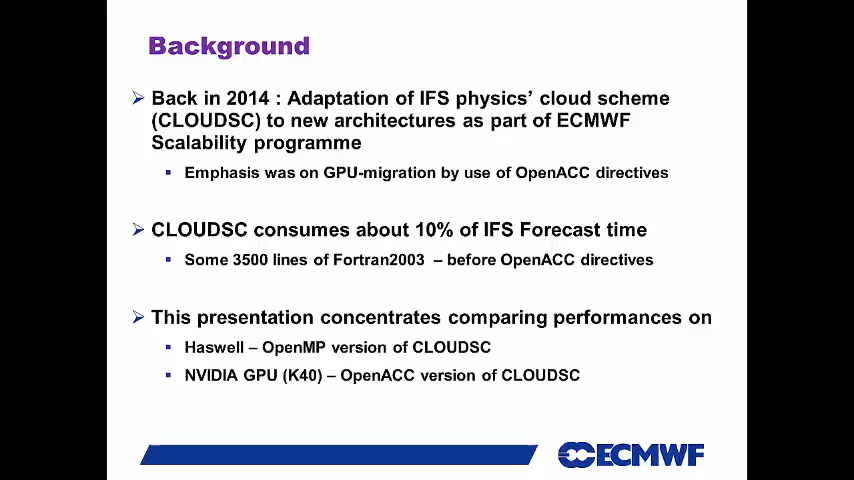 Background
➢ Back in 2014 : Adaptation of IFS physics’ cloud scheme
(CLOUDSC) to new architectures as part of ECMWF
Scalability programme
▪ Emphasis was on GPU-migration by use of OpenACC directives
➢ CLOUDSC consumes about 10% of IFS Forecast time
▪ Some 3500 lines of Fortran2003 – before OpenACC directives
➢ This presentation concentrates comparing performances on
▪ Haswell – OpenMP version of CLOUDSC
▪ NVIDIA GPU (K40) – OpenACC version of CLOUDSC
ECMWF